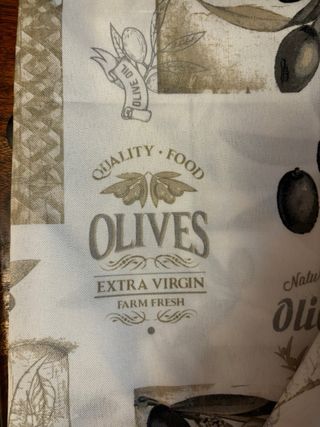 OLIVE OIL
QUALITY · FOOD
OLIVES
EXTRA VIRGIN
FARM FRESH
Natu
Oli